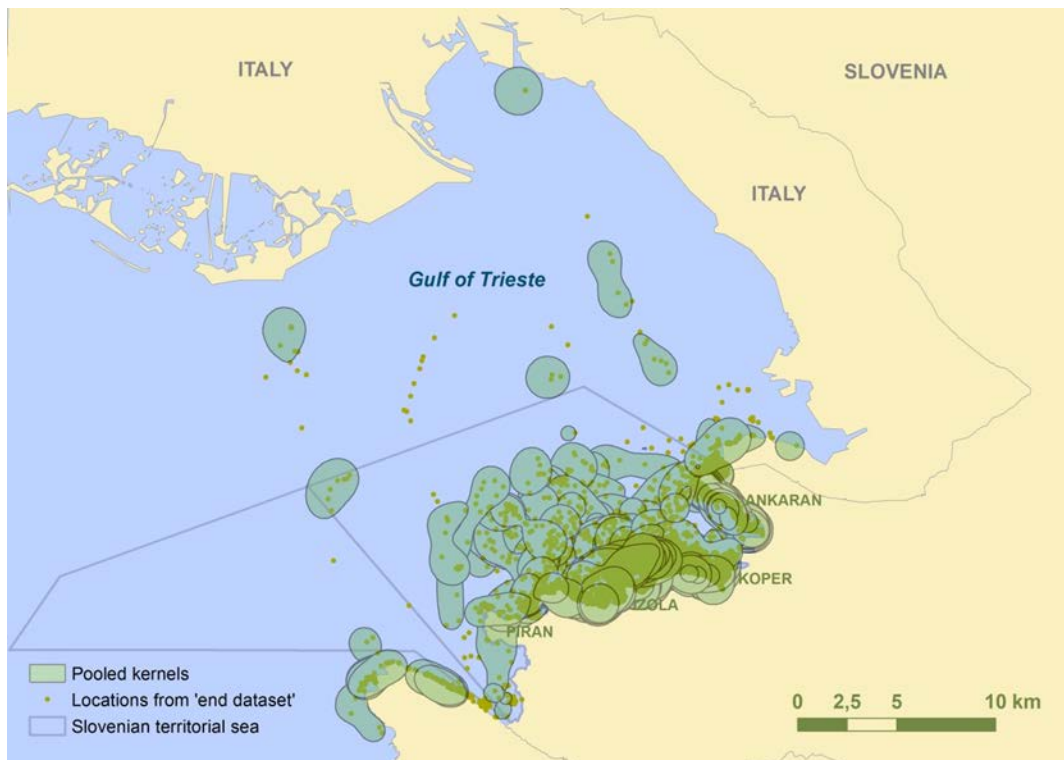 ITALY
SLOVENIA
ITALY
Gulf of Trieste
ANKARAN
KOPER
IZOLA
PIRAN
Pooled kernels
Locations from 'end dataset'
Slovenian territorial sea
0 2,5 5 10 km